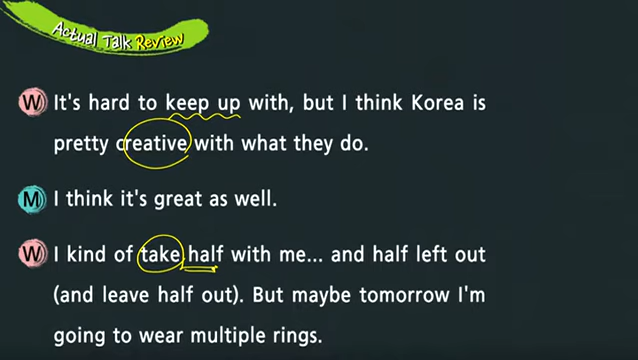 Actual Talk Review
W It's hard to keep up with, but I think Korea is
pretty creative with what they do.
M I think it's great as well.
W I kind of take half with me... and half left out
(and leave half out). But maybe tomorrow I'm
going to wear multiple rings.